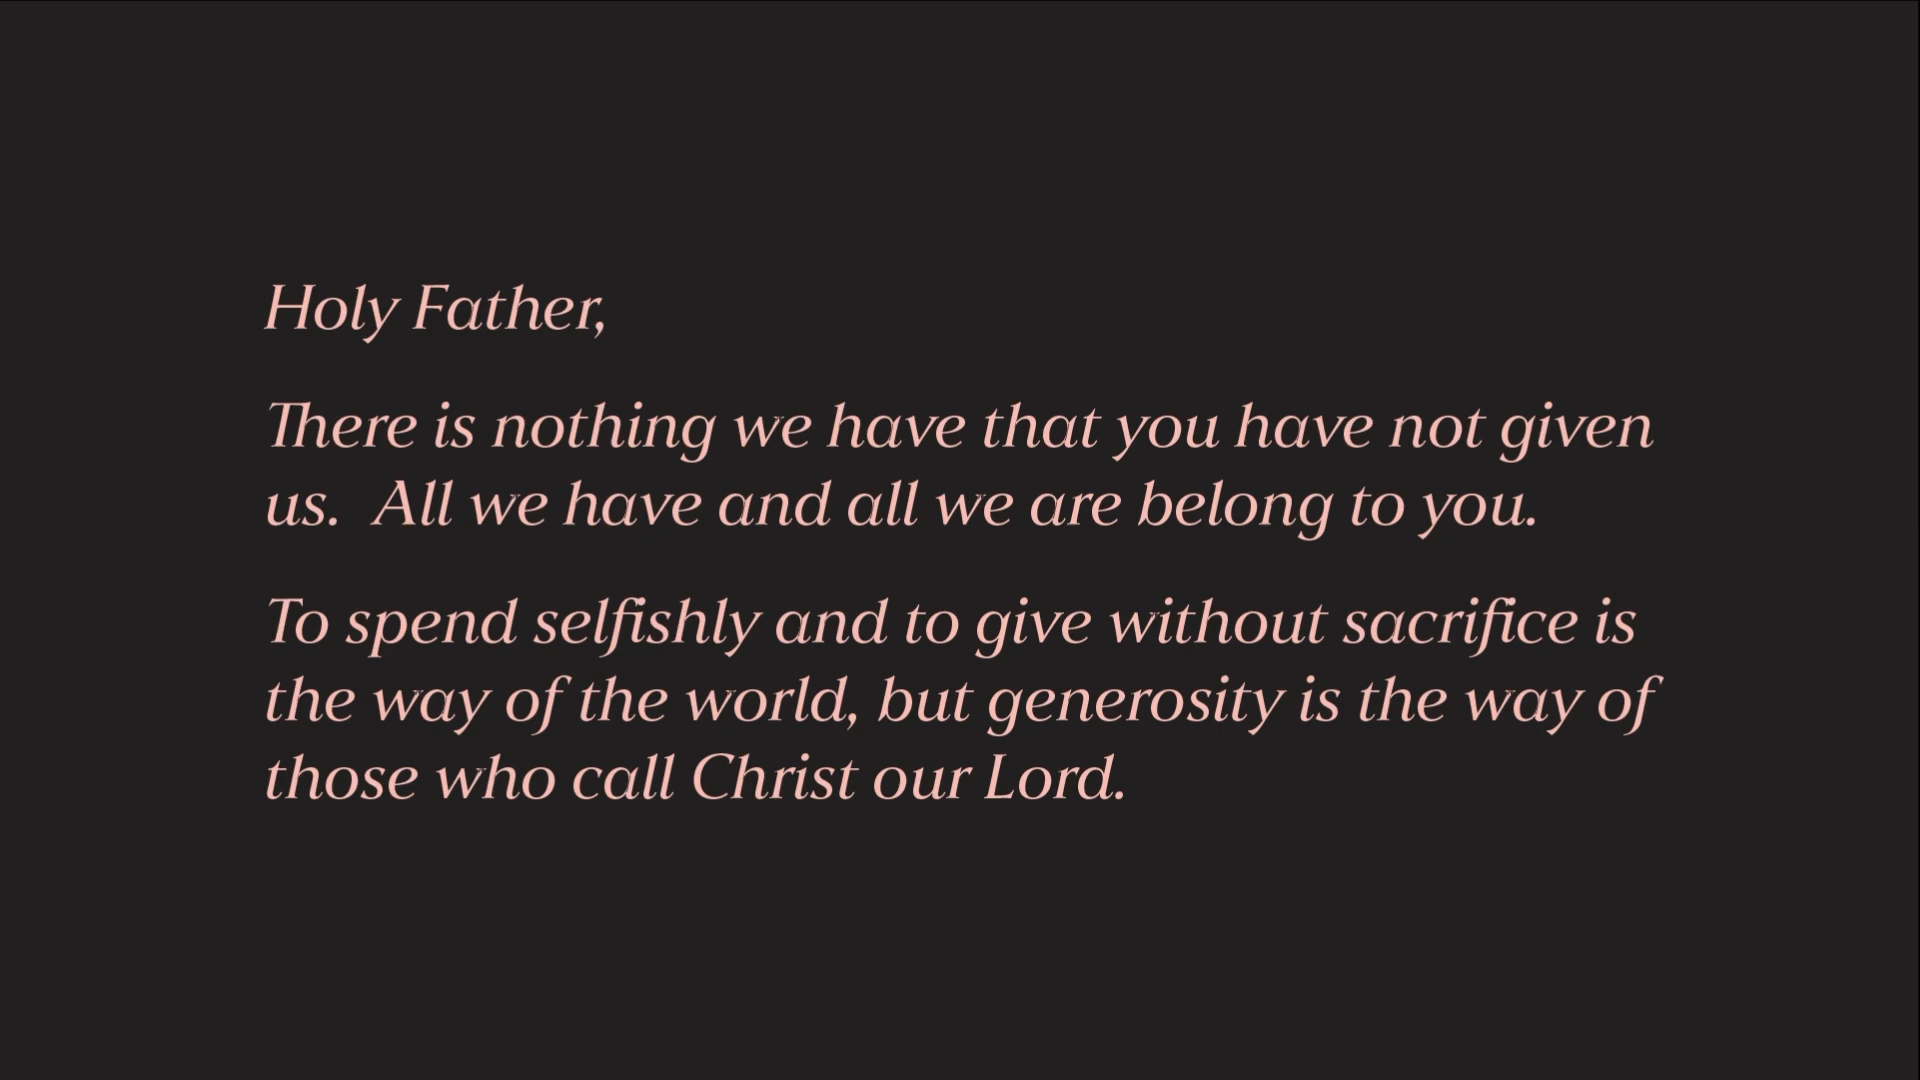 Holy Father,
There is nothing we have that you have not given
us.  All we have and all we are belong to you.
To spend selfishly and to give without sacrifice is
the way of the world, but generosity is the way of
those who call Christ our Lord.